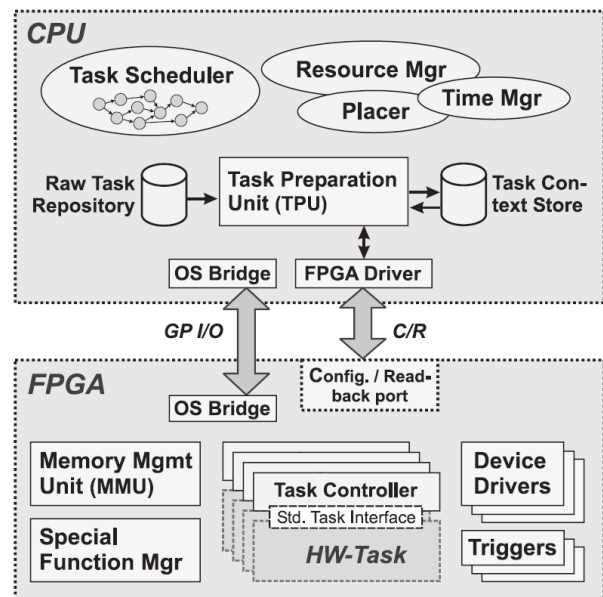 CPU
Task Scheduler
Resource Mgr
Placer
Time Mgr
Raw Task
Repository
Task Preparation
Unit (TPU)
Task Con-
text Store
OS Bridge
FPGA Driver
GP I/O
C/R
FPGA
Config. / Read-
back port
OS Bridge
Memory Mgmt
Unit (MMU)
Task Controller
Std. Task Interface
HW-Task
Device
Drivers
Special
Function Mgr
Triggers